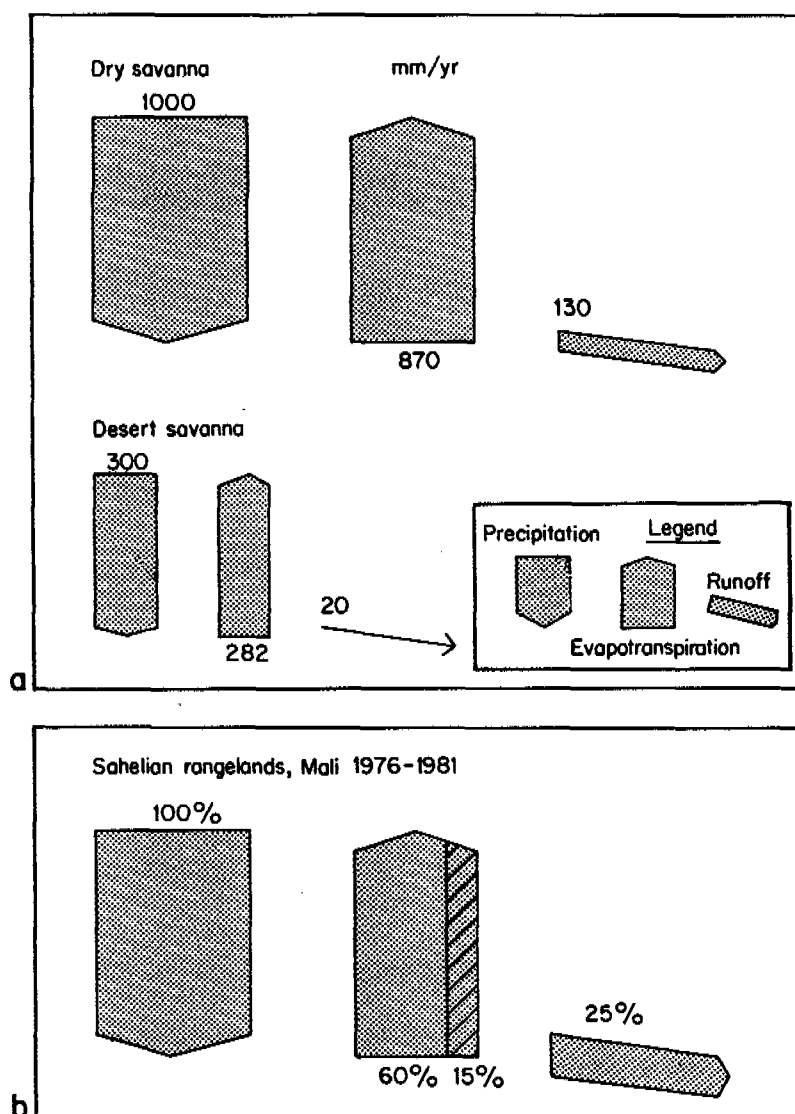 Dry savanna mm/yr
1000
870
130
Desert savanna
300
282
20
Legend
Precipitation
Runoff
Evapotranspiration
a
Sahelian rangelands, Mali 1976-1981
100%
60% 15%
25%
b